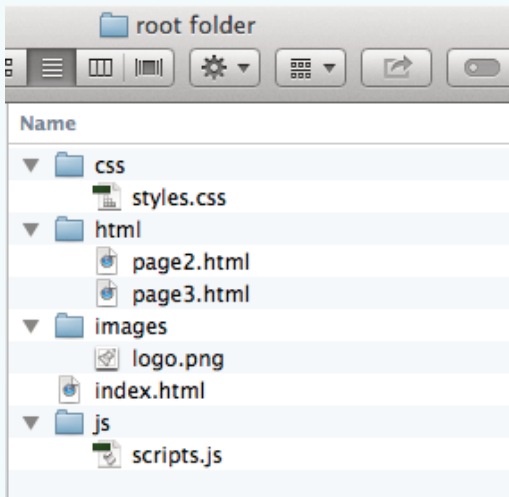 root folder
Name
css
styles.css
html
page2.html
page3.html
images
logo.png
index.html
js
scripts.js